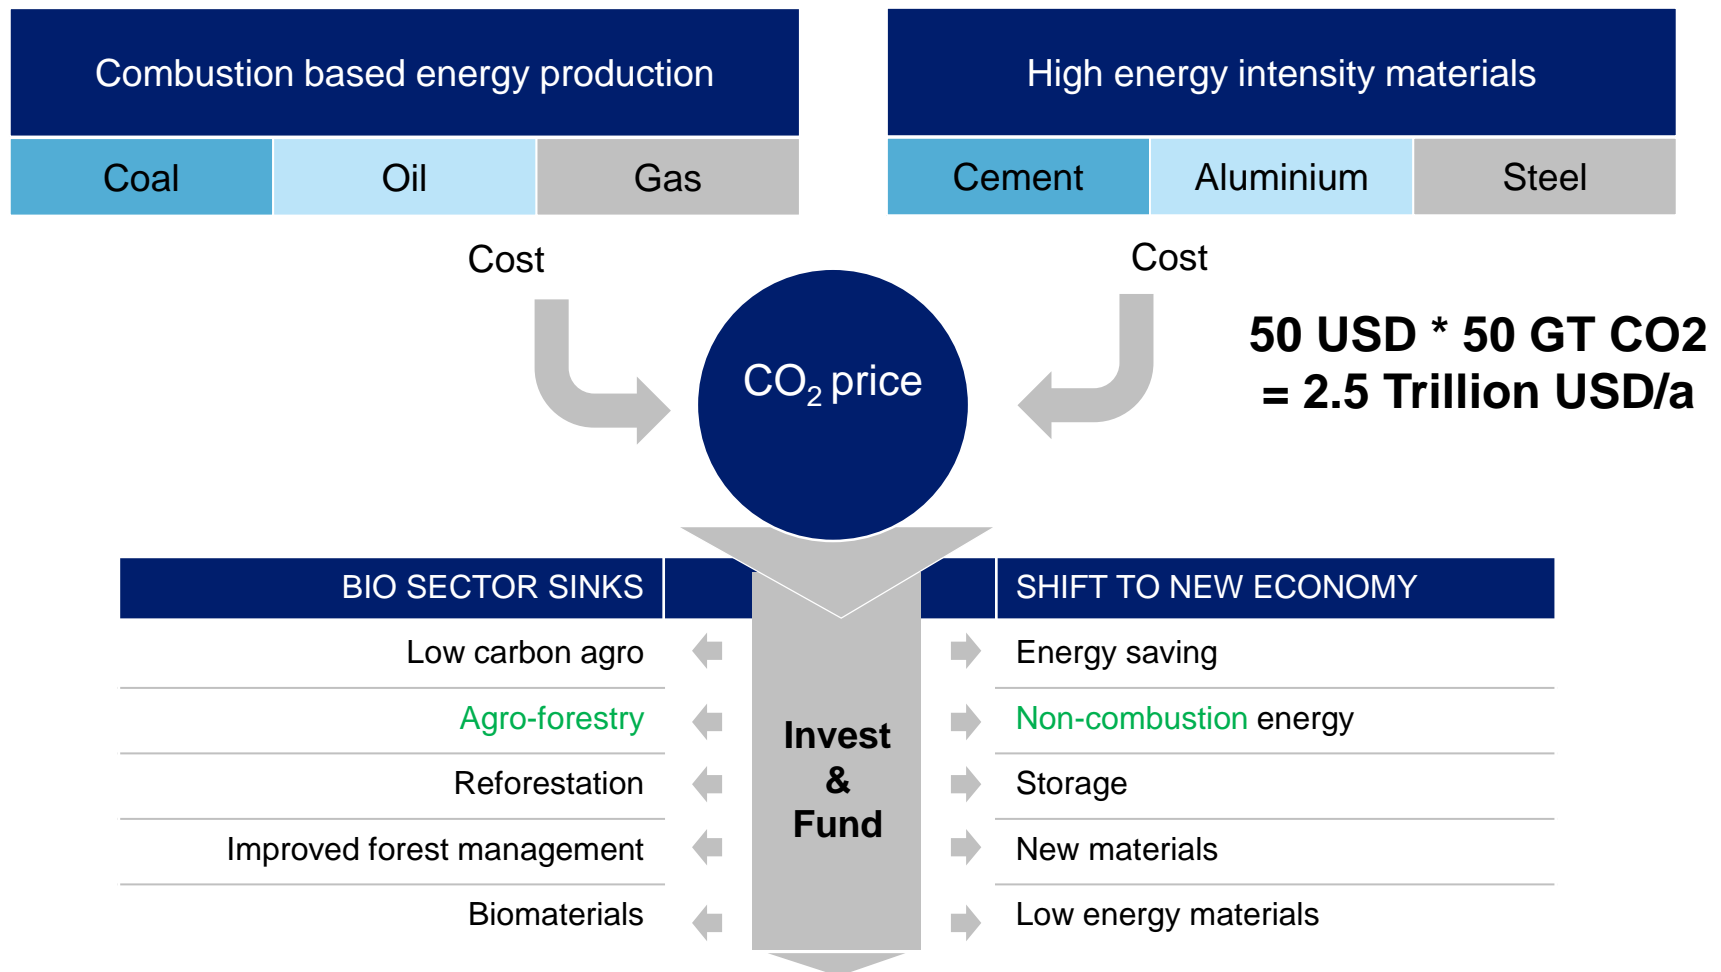 Combustion based energy production
High energy intensity materials
Coal
Oil
Gas
Cement
Aluminium
Steel
Cost
Cost
CO₂ price
50 USD * 50 GT CO2
= 2.5 Trillion USD/a
BIO SECTOR SINKS
SHIFT TO NEW ECONOMY
Low carbon agro
Energy saving
Agro-forestry
Non-combustion energy
Invest
&
Fund
Reforestation
Storage
Improved forest management
New materials
Biomaterials
Low energy materials